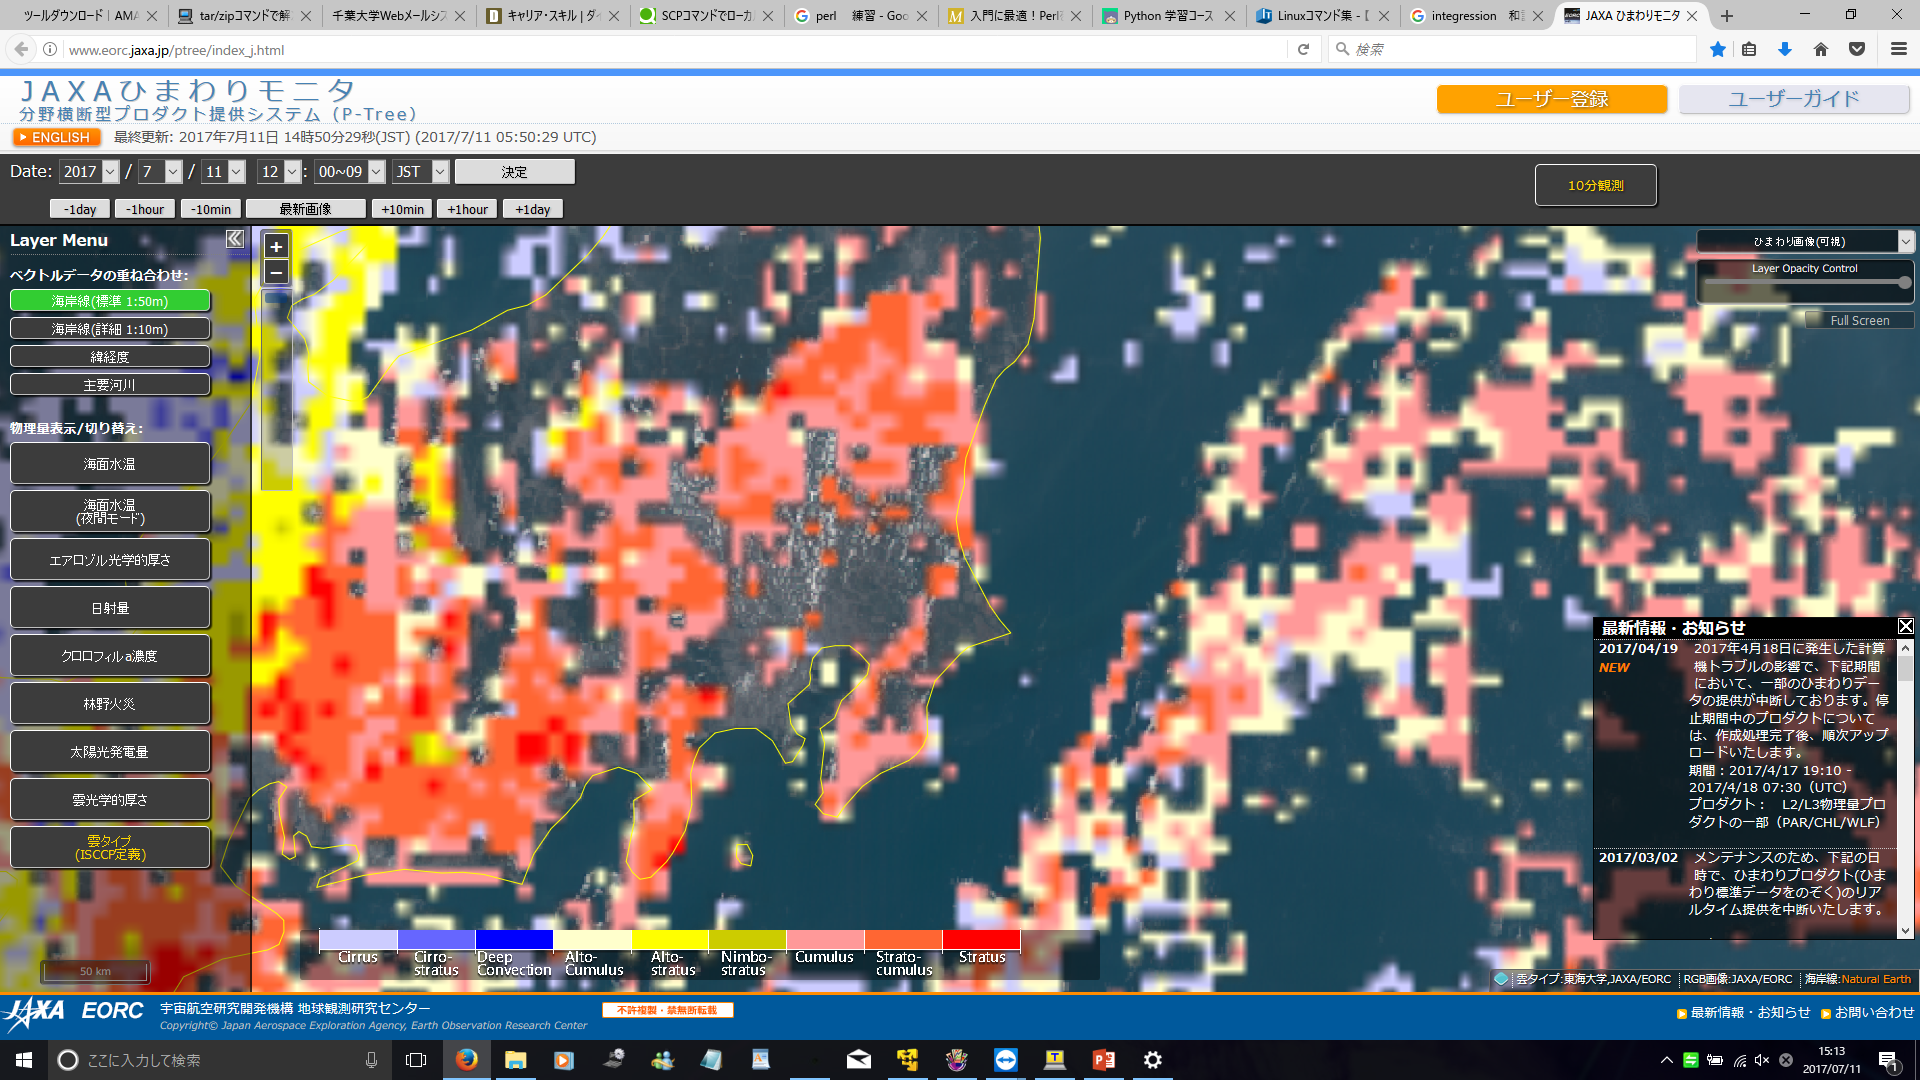 ツールダウンロード | AMA
tar/zipコマンドで解
千葉大学Webメールシス
キャリア・スキル | ダイ
SCPコマンドでローカ
perl 練習 - Goo
入門に最適！Perl
Python 学習コース
Linuxコマンド集 -
integression 和
JAXA ひまわりモニタ
www.eorc.jaxa.jp/ptree/index_j.html
検索
JAXAひまわりモニタ
分野横断型プロダクト提供システム（P-Tree）
ユーザー登録
ユーザーガイド
ENGLISH
最終更新: 2017年7月11日 14時50分29秒(JST) (2017/7/11 05:50:29 UTC)
Date: 2017 / 7 / 11 12 : 00~09 JST 決定
10分観測
-1day -1hour -10min 最新画像 +10min +1hour +1day
Layer Menu
ベクトルデータの重ね合わせ:
海岸線(標準 1:50m)
海岸線(詳細 1:10m)
緯経度
主要河川
物理量表示/切り替え:
海面水温
海面水温
(夜間モード)
エアロゾル光学的厚さ
日射量
クロロフィルa濃度
林野火災
太陽光発電量
雲光学的厚さ
雲タイプ
(ISCCP定義)
50 km
+
−
ひまわり画像(可視)
Layer Opacity Control
Full Screen
最新情報・お知らせ
2017/04/19 2017年4月18日に発生した計算
NEW 機トラブルの影響で、下記期間
において、一部のひまわりデー
タの提供が中断しております。停
止期間中のプロダクトについて
は、作成処理完了後、順次アップ
ロードいたします。
期間：2017/4/17 19:10 -
2017/4/18 07:30（UTC）
プロダクト： L2/L3物理量プロ
ダクトの一部（PAR/CHL/WLF）
2017/03/02 メンテナンスのため、下記の日
時で、ひまわりプロダクト(ひま
わり標準データをのぞく)のリア
ルタイム提供を中断いたします。
Cirrus
Cirro-
stratus
Deep
Convection
Alto-
Cumulus
Alto-
stratus
Nimbo-
stratus
Cumulus
Strato-
cumulus
Stratus
雲タイプ:東海大学,JAXA/EORC RGB画像:JAXA/EORC 海岸線:Natural Earth
JAXA EORC
宇宙航空研究開発機構 地球観測研究センター
Copyright© Japan Aerospace Exploration Agency, Earth Observation Research Center
不許複製・禁無断転載
最新情報・お知らせ
お問い合わせ
ここに入力して検索
15:13
2017/07/11
1